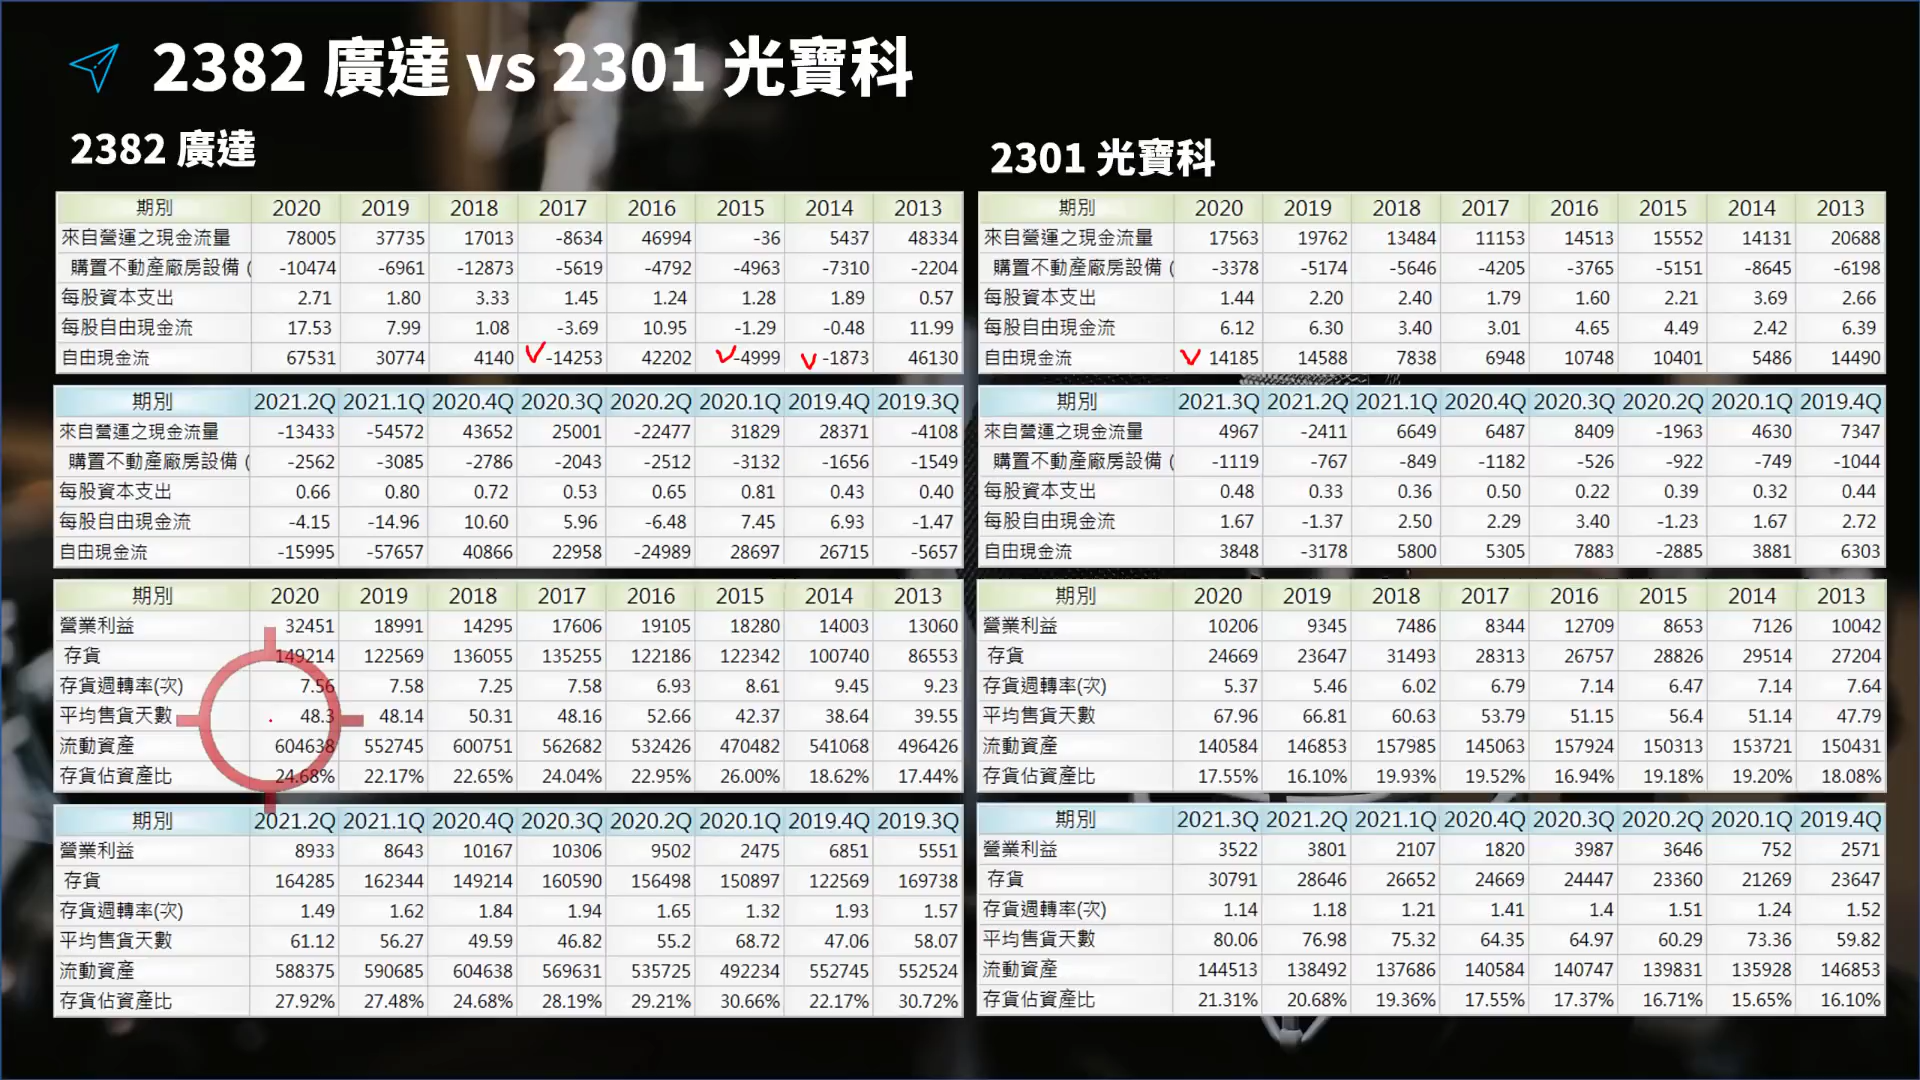 2382 廣達 vs 2301 光寶科
2382 廣達
期別 2020 2019 2018 2017 2016 2015 2014 2013
來自營運之現金流量 78005 37735 17013 -8634 46994 -36 5437 48334
購置不動產廠房設備 ( -10474 -6961 -12873 -5619 -4792 -4963 -7310 -2204
每股資本支出 2.71 1.80 3.33 1.45 1.24 1.28 1.89 0.57
每股自由現金流 17.53 7.99 1.08 -3.69 10.95 -1.29 -0.48 11.99
自由現金流 67531 30774 4140 -14253 42202 -4999 -1873 46130
期別 2021.2Q 2021.1Q 2020.4Q 2020.3Q 2020.2Q 2020.1Q 2019.4Q 2019.3Q
來自營運之現金流量 -13433 -54572 43652 25001 -22477 31829 28371 -4108
購置不動產廠房設備 ( -2562 -3085 -2786 -2043 -2512 -3132 -1656 -1549
每股資本支出 0.66 0.80 0.72 0.53 0.65 0.81 0.43 0.40
每股自由現金流 -4.15 -14.96 10.60 5.96 -6.48 7.45 6.93 -1.47
自由現金流 -15995 -57657 40866 22958 -24989 28697 26715 -5657
期別 2020 2019 2018 2017 2016 2015 2014 2013
營業利益 32451 18991 14295 17606 19105 18280 14003 13060
存貨 149214 122569 136055 135255 122186 122342 100740 86553
存貨週轉率(次) 7.56 7.58 7.25 7.58 6.93 8.61 9.45 9.23
平均售貨天數 48.3 48.14 50.31 48.16 52.66 42.37 38.64 39.55
流動資產 604638 552745 600751 562682 532426 470482 541068 496426
存貨佔資產比 24.68% 22.17% 22.65% 24.04% 22.95% 26.00% 18.62% 17.44%
期別 2021.2Q 2021.1Q 2020.4Q 2020.3Q 2020.2Q 2020.1Q 2019.4Q 2019.3Q
營業利益 8933 8643 10167 10306 9502 2475 6851 5551
存貨 164285 162344 149214 160590 156498 150897 122569 169738
存貨週轉率(次) 1.49 1.62 1.84 1.94 1.65 1.32 1.93 1.57
平均售貨天數 61.12 56.27 49.59 46.82 55.2 68.72 47.06 58.07
流動資產 588375 590685 604638 569631 535725 492234 552745 552524
存貨佔資產比 27.92% 27.48% 24.68% 28.19% 29.21% 30.66% 22.17% 30.72%
2301 光寶科
期別 2020 2019 2018 2017 2016 2015 2014 2013
來自營運之現金流量 17563 19762 13484 11153 14513 15552 14131 20688
購置不動產廠房設備 ( -3378 -5174 -5646 -4205 -3765 -5151 -8645 -6198
每股資本支出 1.44 2.20 2.40 1.79 1.60 2.21 3.69 2.66
每股自由現金流 6.12 6.30 3.40 3.01 4.65 4.49 2.42 6.39
自由現金流 14185 14588 7838 6948 10748 10401 5486 14490
期別 2021.3Q 2021.2Q 2021.1Q 2020.4Q 2020.3Q 2020.2Q 2020.1Q 2019.4Q
來自營運之現金流量 4967 -2411 6649 6487 8409 -1963 4630 7347
購置不動產廠房設備 ( -1119 -767 -849 -1182 -526 -922 -749 -1044
每股資本支出 0.48 0.33 0.36 0.50 0.22 0.39 0.32 0.44
每股自由現金流 1.67 -1.37 2.50 2.29 3.40 -1.23 1.67 2.72
自由現金流 3848 -3178 5800 5305 7883 -2885 3881 6303
期別 2020 2019 2018 2017 2016 2015 2014 2013
營業利益 10206 9345 7486 8344 12709 8653 7126 10042
存貨 24669 23647 31493 28313 26757 28826 29514 27204
存貨週轉率(次) 5.37 5.46 6.02 6.79 7.14 6.47 7.14 7.64
平均售貨天數 67.96 66.81 60.63 53.79 51.15 56.4 51.14 47.79
流動資產 140584 146853 157985 145063 157924 150313 153721 150431
存貨佔資產比 17.55% 16.10% 19.93% 19.52% 16.94% 19.18% 19.20% 18.08%
期別 2021.3Q 2021.2Q 2021.1Q 2020.4Q 2020.3Q 2020.2Q 2020.1Q 2019.4Q
營業利益 3522 3801 2107 1820 3987 3646 752 2571
存貨 30791 28646 26652 24669 24447 23360 21269 23647
存貨週轉率(次) 1.14 1.18 1.21 1.41 1.4 1.51 1.24 1.52
平均售貨天數 80.06 76.98 75.32 64.35 64.97 60.29 73.36 59.82
流動資產 144513 138492 137686 140584 140747 139831 135928 146853
存貨佔資產比 21.31% 20.68% 19.36% 17.55% 17.37% 16.71% 15.65% 16.10%